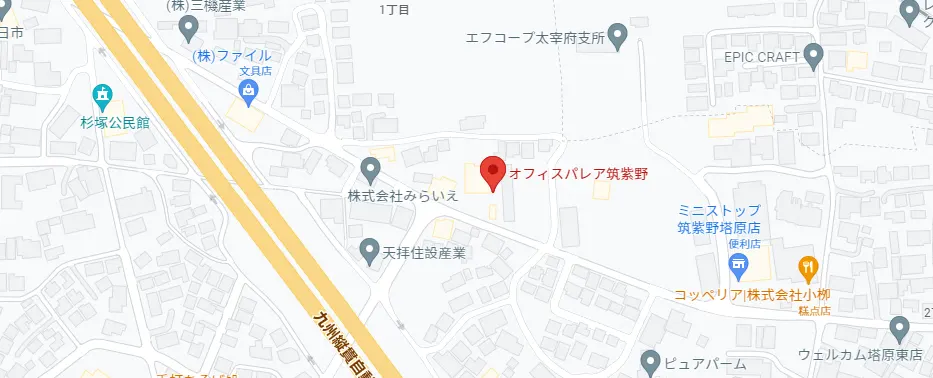 (株)三機産業
1丁目
日市
エフコープ太宰府支所
(株)ファイル
文具店
EPIC CRAFT
杉塚公民館
オフィスパレア筑紫野
株式会社みらいえ
ミニストップ
筑紫野塔原店
便利店
天拝住設産業
コッペリア|株式会社小柳
糕点店
九州縦貫自動
ウェルカム塔原東店
ピュアパーム